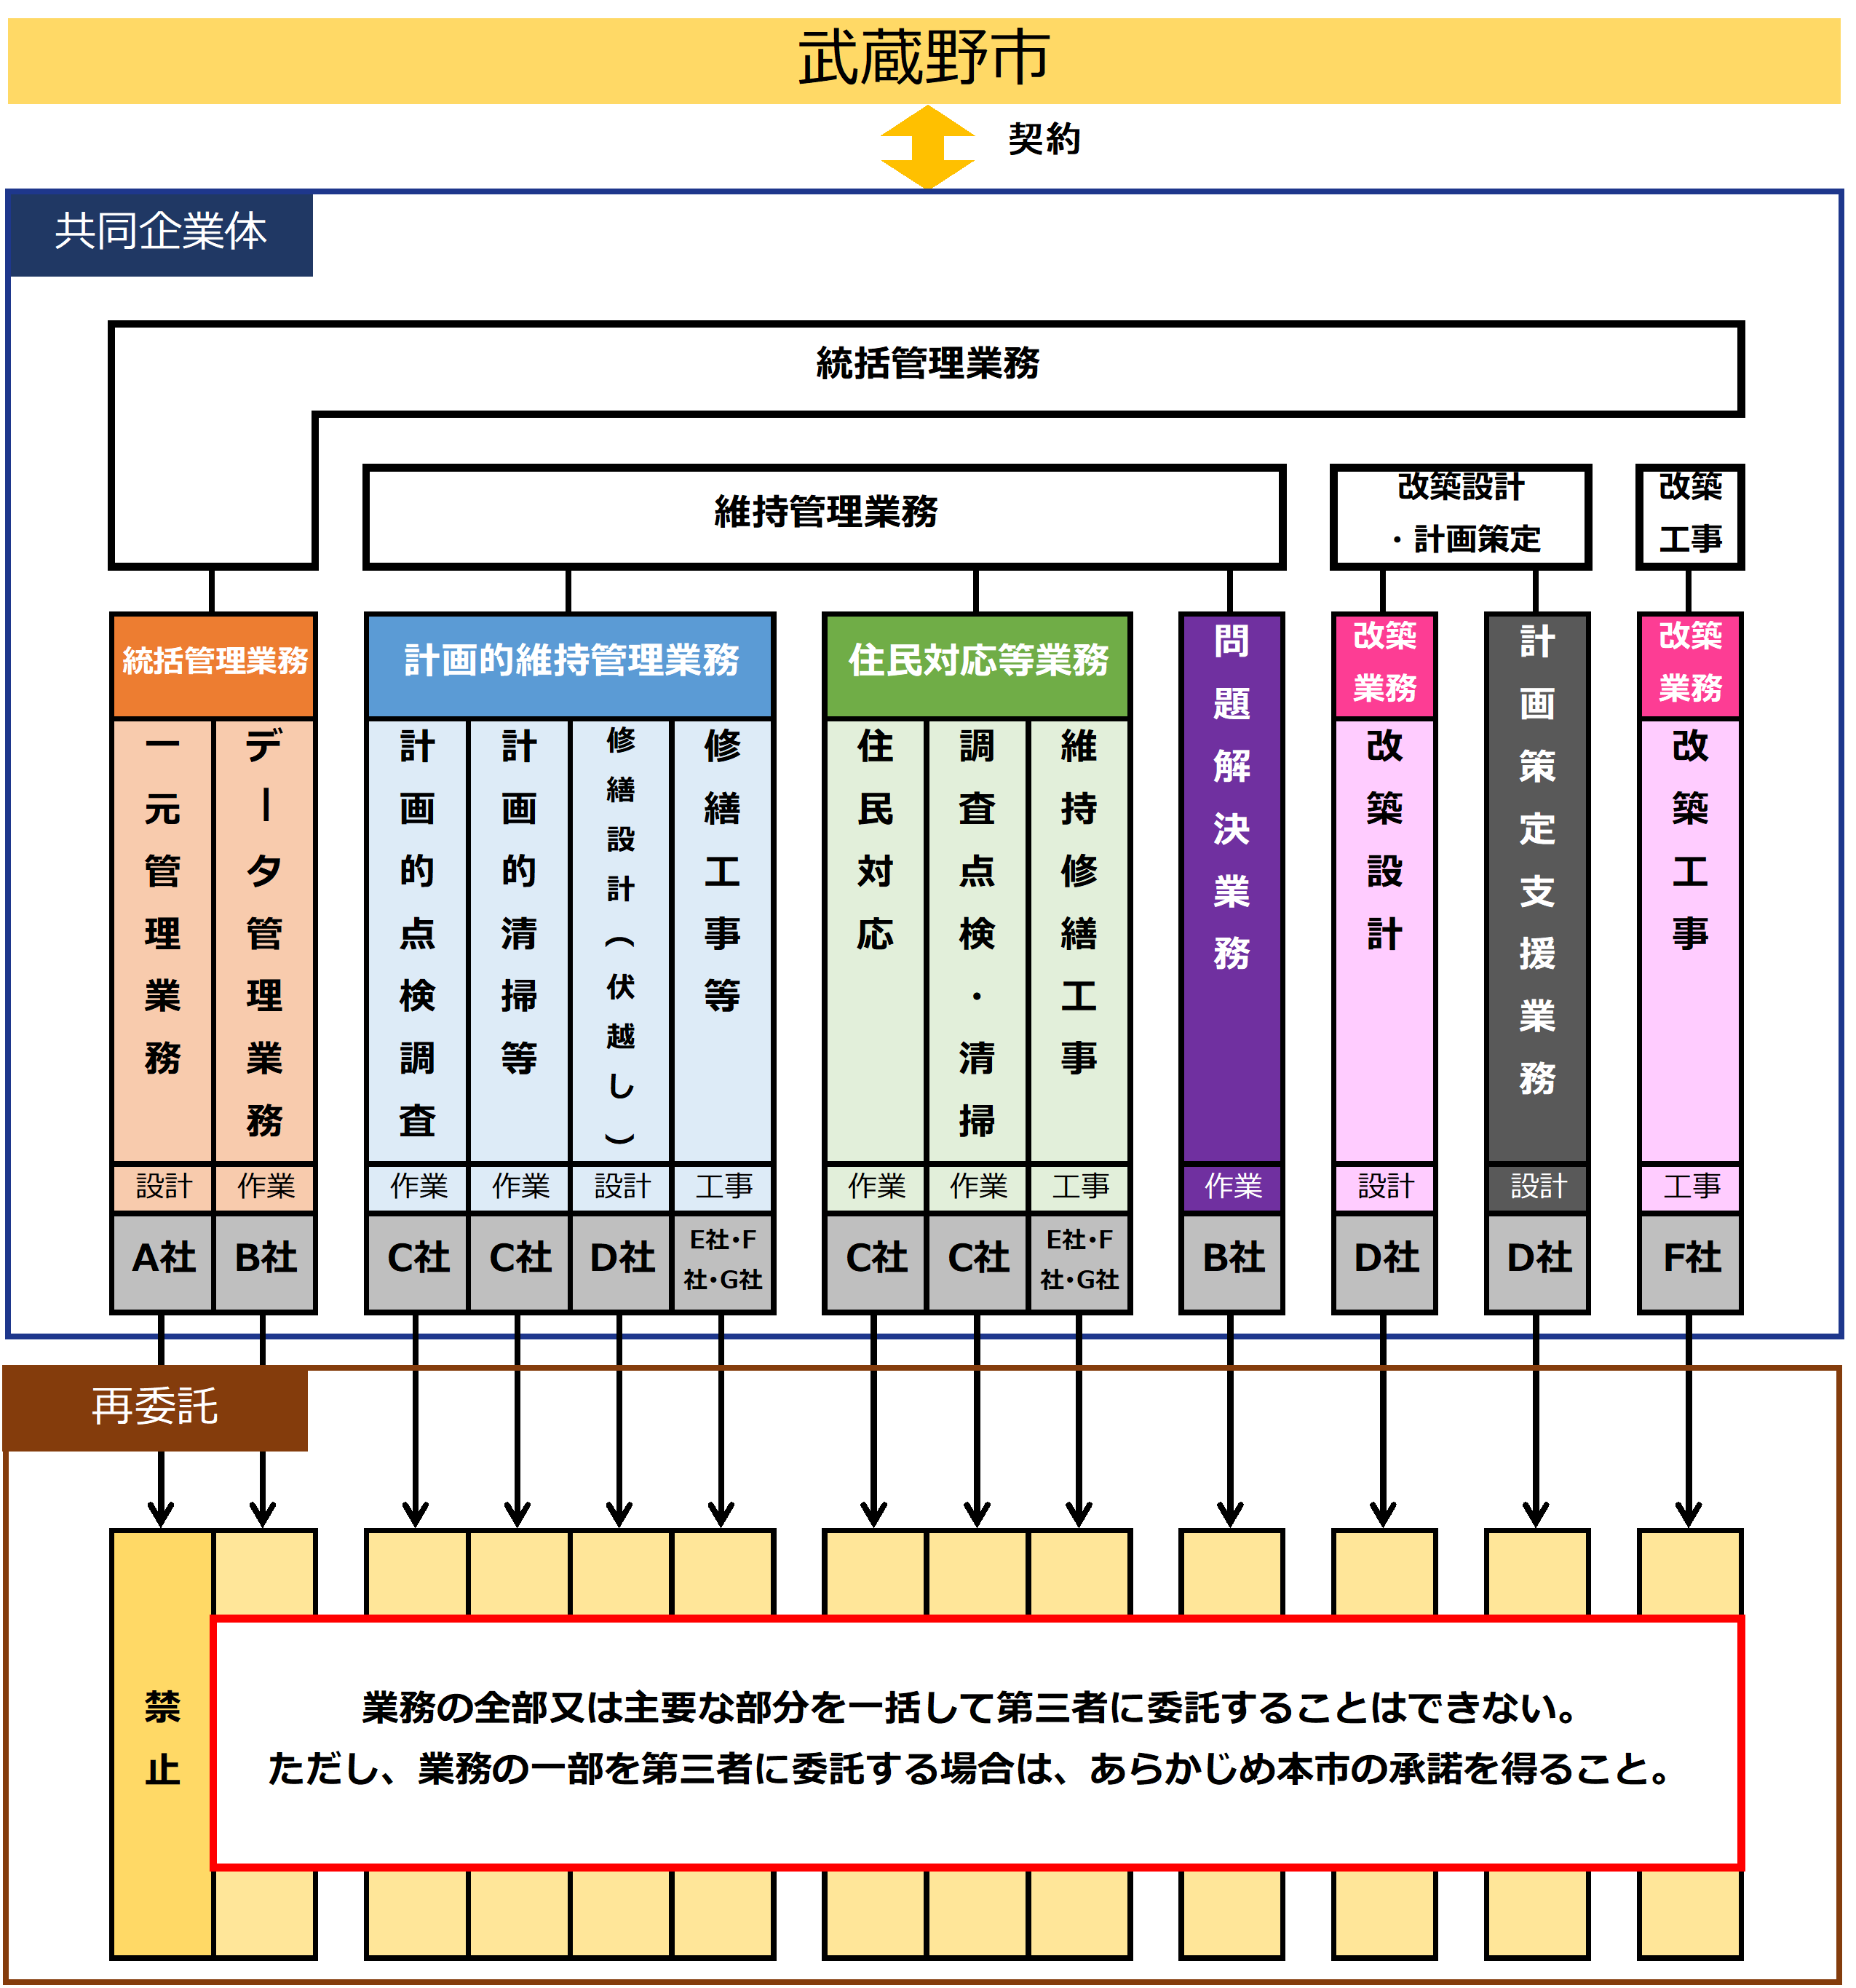 武蔵野市
契約
共同企業体
統括管理業務
維持管理業務
改築設計
・計画策定
改築
工事
統括管理業務
計画的維持管理業務
住民対応等業務
問題解決業務
改築
業務
計画策定支援業務
改築
業務
一元管理業務
データ管理業務
計画的点検調査
計画的清掃等
修繕設計（伏越し）
修繕工事等
住民対応
調査点検・清掃
維持修繕工事
改築設計
改築工事
設計
作業
作業
作業
設計
工事
作業
作業
工事
作業
設計
設計
工事
A社
B社
C社
C社
D社
E社・F
社・G社
C社
C社
E社・F
社・G社
B社
D社
D社
F社
再委託
禁止
業務の全部又は主要な部分を一括して第三者に委託することはできない。
ただし、業務の一部を第三者に委託する場合は、あらかじめ本市の承諾を得ること。